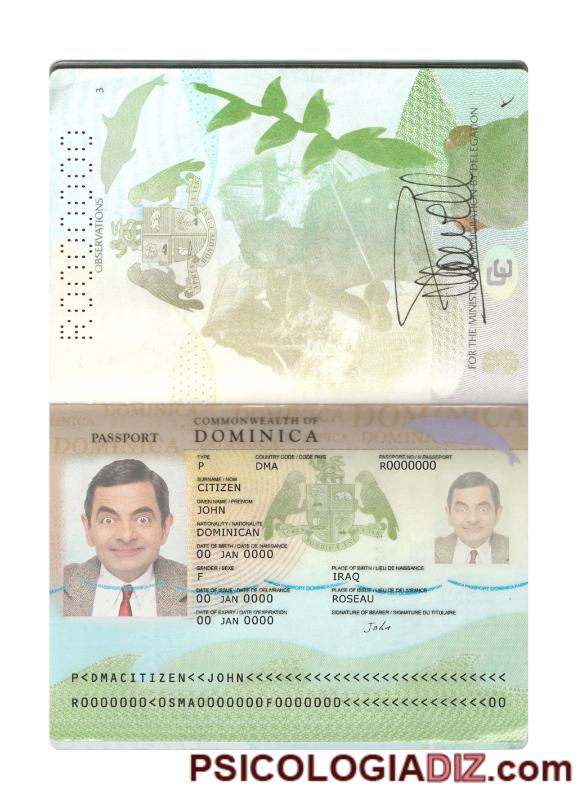 3
R0000000
OBSERVATIONS
FOR THE MINISTER
BY DELEGATION
DOMINICA
DOMINICA
DOMINICA
PASSPORT
COMMONWEALTH OF
DOMINICA
TYPE
COUNTRY CODE / CODE PAYS
PASSPORT NO / N.PASSEPORT
P
DMA
R0000000
SURNAME / NOM
CITIZEN
GIVEN NAME / PRENOM
JOHN
NATIONALITY / NATIONALITE
DOMINICAN
DATE OF BIRTH / DATE DE NAISSANCE
00 JAN 0000
GENDER / SEXE
PLACE OF BIRTH / LIEU DE NAISSANCE
F
IRAQ
DATE OF ISSUE / DATE DE DELIVRANCE
PLACE OF ISSUE / LIEU DE DELIVRANCE
00 JAN 0000
ROSEAU
DATE OF EXPIRY / DATE D'EXPIRATION
SIGNATURE OF BEARER / SIGNATURE DU TITULAIRE
00 JAN 0000
John
P<DMACITIZEN<<JOHN<<<<<<<<<<<<<<<<<<<<<<<<<<
R0000000<0SMA0000000F0000000<<<<<<<<<<<<<<00
PSICOLOGIADIZ.com